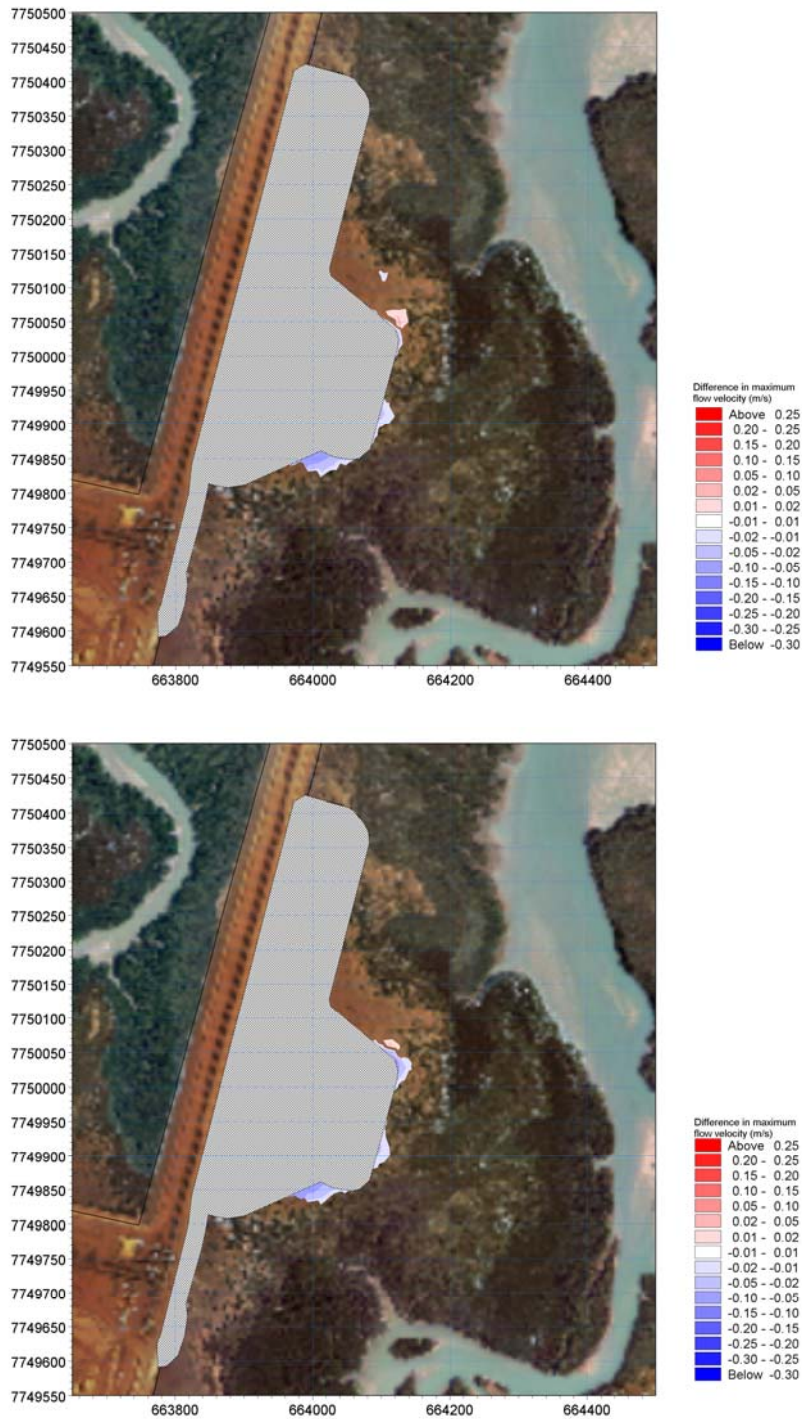 7750500
7750450
7750400
7750350
7750300
7750250
7750200
7750150
7750100
7750050
7750000
7749950
7749900
7749850
7749800
7749750
7749700
7749650
7749600
7749550
663800 664000 664200 664400
Difference in maximum
flow velocity (m/s)
Above 0.25
0.20 - 0.25
0.15 - 0.20
0.10 - 0.15
0.05 - 0.10
0.02 - 0.05
0.01 - 0.02
-0.01 - 0.01
-0.02 - -0.01
-0.05 - -0.02
-0.10 - -0.05
-0.15 - -0.10
-0.20 - -0.15
-0.25 - -0.20
-0.30 - -0.25
Below -0.30
7750500
7750450
7750400
7750350
7750300
7750250
7750200
7750150
7750100
7750050
7750000
7749950
7749900
7749850
7749800
7749750
7749700
7749650
7749600
7749550
663800 664000 664200 664400
Difference in maximum
flow velocity (m/s)
Above 0.25
0.20 - 0.25
0.15 - 0.20
0.10 - 0.15
0.05 - 0.10
0.02 - 0.05
0.01 - 0.02
-0.01 - 0.01
-0.02 - -0.01
-0.05 - -0.02
-0.10 - -0.05
-0.15 - -0.10
-0.20 - -0.15
-0.25 - -0.20
-0.30 - -0.25
Below -0.30